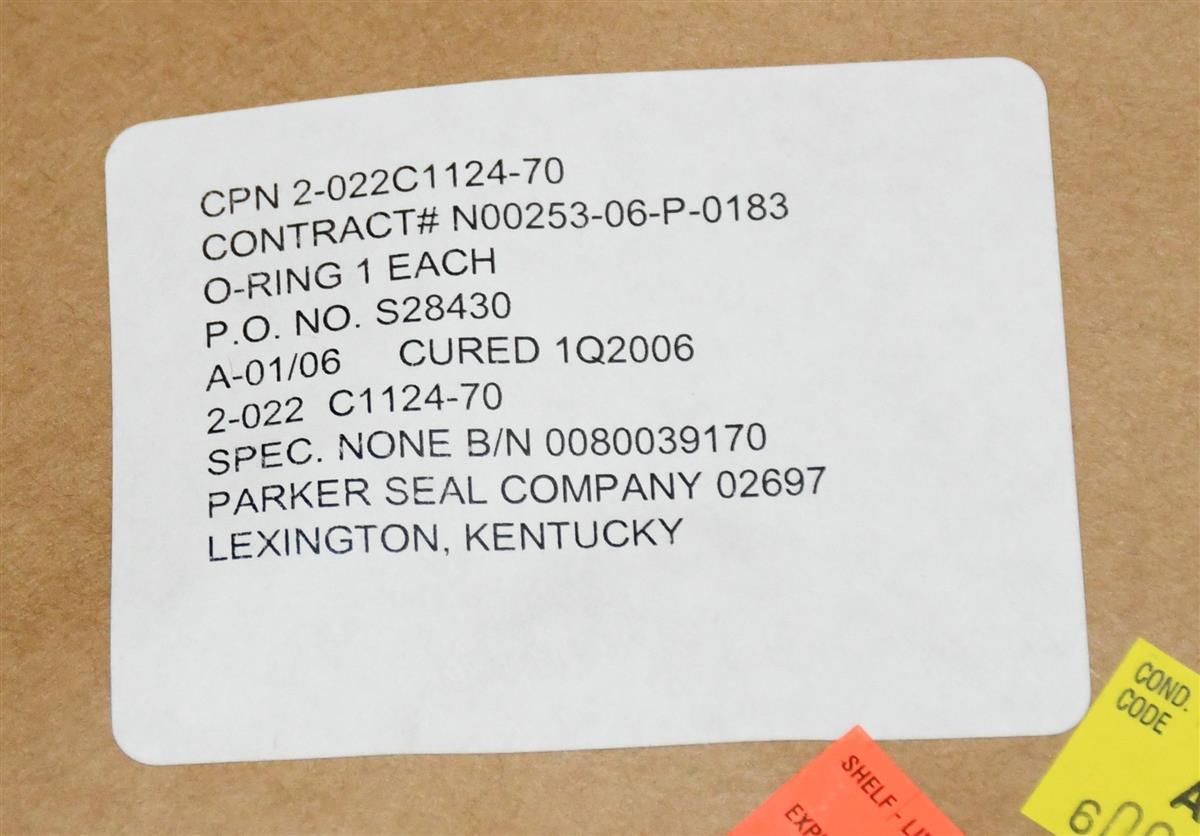 CPN 2-022C1124-70
CONTRACT# N00253-06-P-0183
O-RING 1 EACH
P.O. NO. S28430
A-01/06 CURED 1Q2006
2-022 C1124-70
SPEC. NONE B/N 0080039170
PARKER SEAL COMPANY 02697
LEXINGTON, KENTUCKY
COND.
CODE
A
SHELF-